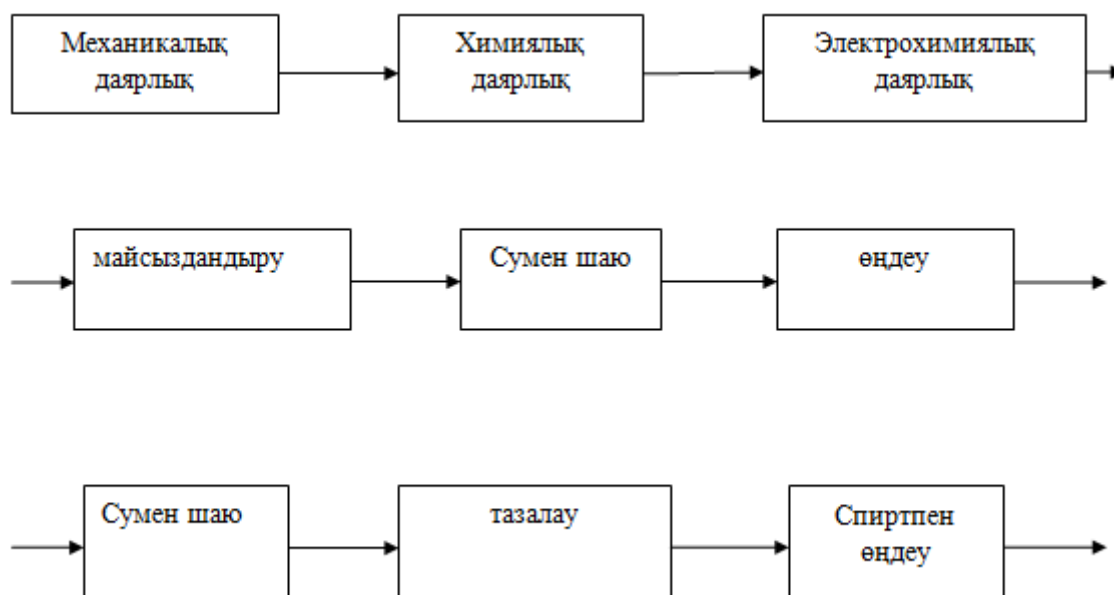 Механикалық
даярлық
Химиялық
даярлық
Электрохимиялық
даярлық
майсыздандыру
Сумен шаю
өңдеу
Сумен шаю
тазалау
Спиртпен
өңдеу